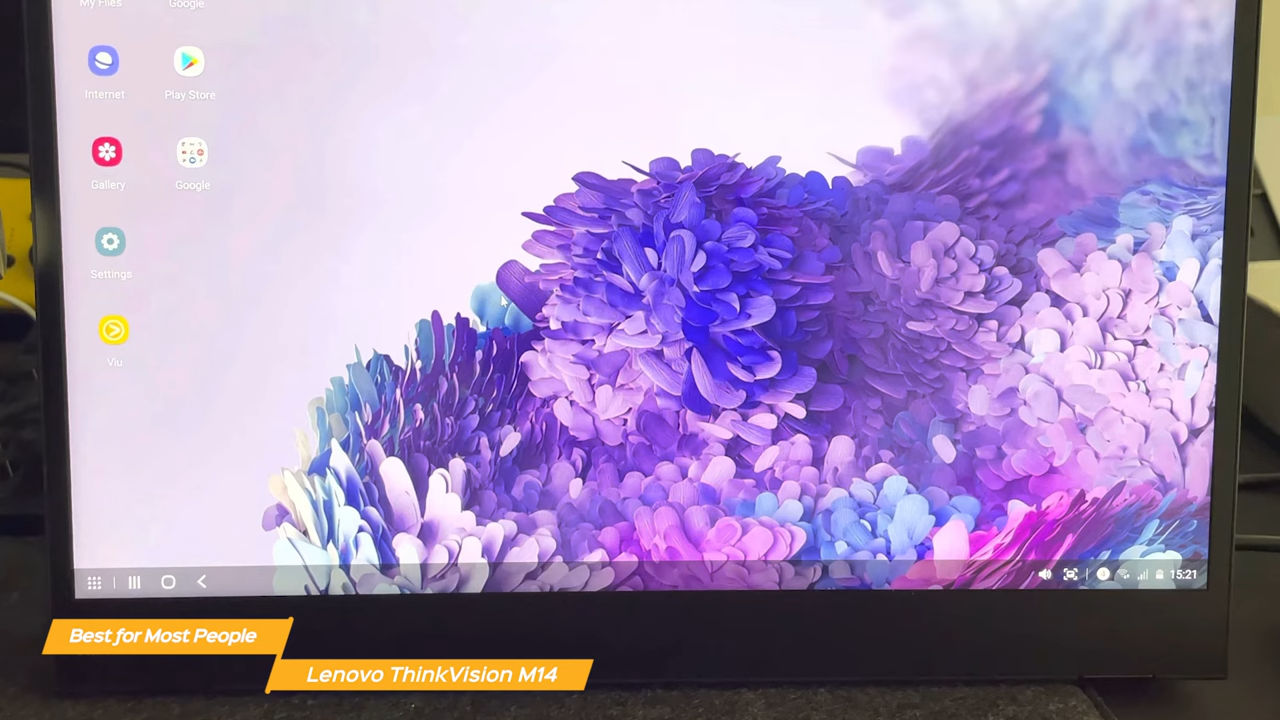 My Files
Google
Internet
Play Store
Gallery
Google
Settings
Viu
15:21
Best for Most People
Lenovo ThinkVision M14